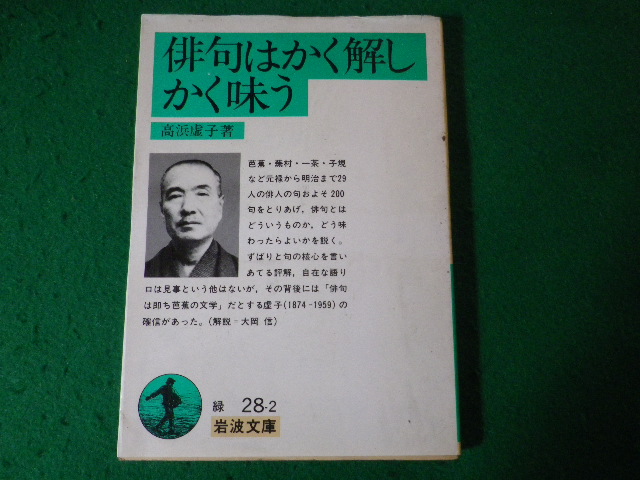 俳句はかく解し
かく味う
高浜虚子著
芭蕉・蕪村・一茶・子規
など元禄から明治まで29
人の俳人の句およそ200
句をとりあげ，俳句とは
どういうものか，どう味
わったらよいかを説く。
ずばりと句の核心を言い
あてる評解，自在な語り
口は見事という他はないが，その背後には「俳句
は即ち芭蕉の文学」だとする虚子(1874-1959)の
確信があった。(解説＝大岡 信)
緑 28-2
岩波文庫